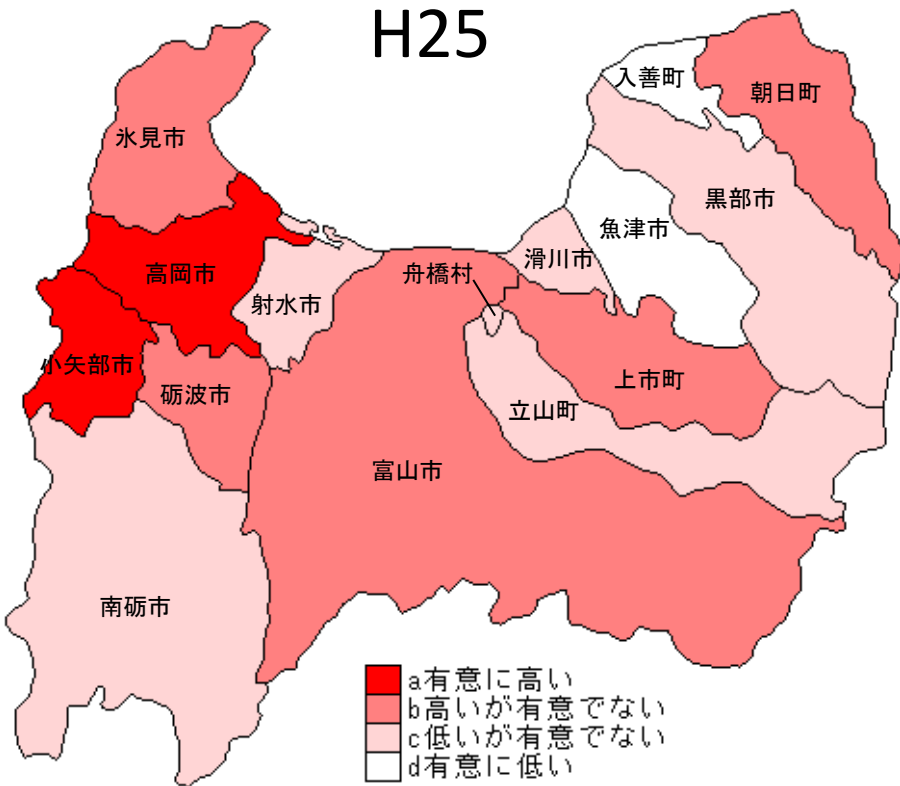 H25
入善町
朝日町
氷見市
黒部市
魚津市
滑川市
舟橋村
高岡市
射水市
小矢部市
上市町
砺波市
立山町
富山市
南砺市
a有意に高い
b高いが有意でない
c低いが有意でない
d有意に低い